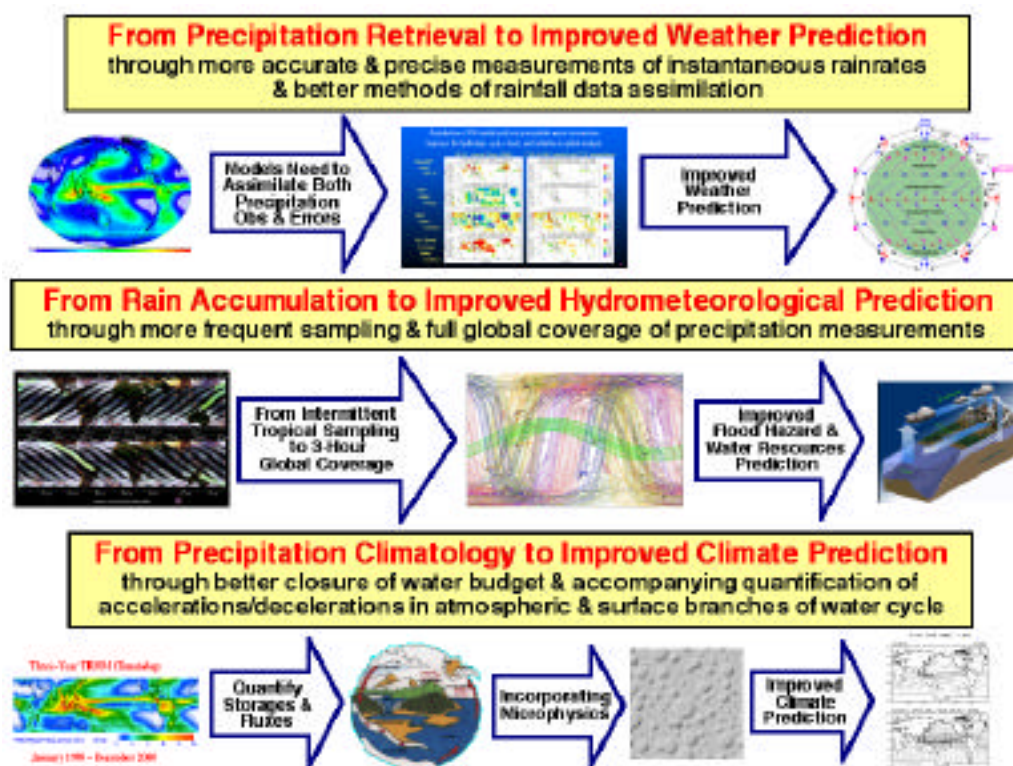 From Precipitation Retrieval to Improved Weather Prediction
through more accurate & precise measurements of instantaneous rainrates
& better methods of rainfall data assimilation
Models Need to
Assimilate Both
Precipitation
Obs & Errors
Improved
Weather
Prediction
From Rain Accumulation to Improved Hydrometeorological Prediction
through more frequent sampling & full global coverage of precipitation measurements
From Intermittent
Tropical Sampling
to 3-Hour
Global Coverage
Improved
Flood Hazard &
Water Resources
Prediction
From Precipitation Climatology to Improved Climate Prediction
through better closure of water budget & accompanying quantification of
accelerations/decelerations in atmospheric & surface branches of water cycle
Three-Year TRMM Climatology
January 1998 - December 2000
Quantify
Storages &
Fluxes
Incorporating
Microphysics
Improved
Climate
Prediction